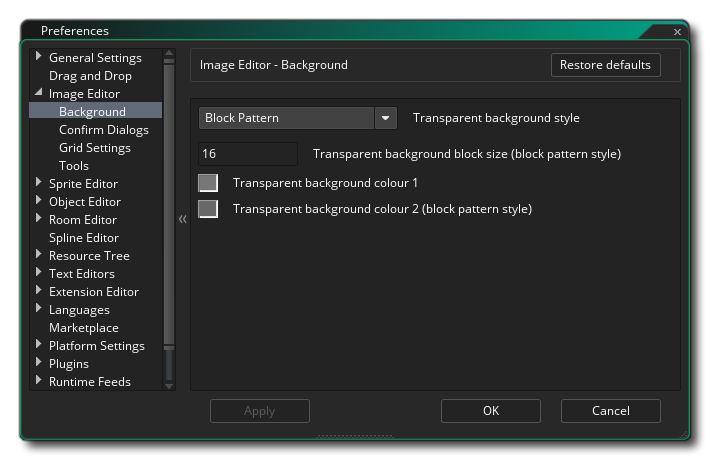 Preferences
General Settings
Drag and Drop
Image Editor
Background
Confirm Dialogs
Grid Settings
Tools
Sprite Editor
Object Editor
Room Editor
Spline Editor
Resource Tree
Text Editors
Extension Editor
Languages
Marketplace
Platform Settings
Plugins
Runtime Feeds
Image Editor - Background
Restore defaults
Block Pattern
Transparent background style
16
Transparent background block size (block pattern style)
Transparent background colour 1
Transparent background colour 2 (block pattern style)
Apply
OK
Cancel